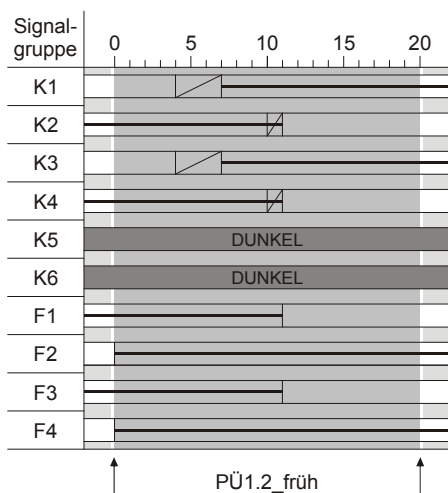 Signal-
gruppe
0 5 10 15 20
K1
K2
K3
K4
K5 DUNKEL
K6 DUNKEL
F1
F2
F3
F4
PÜ1.2_früh